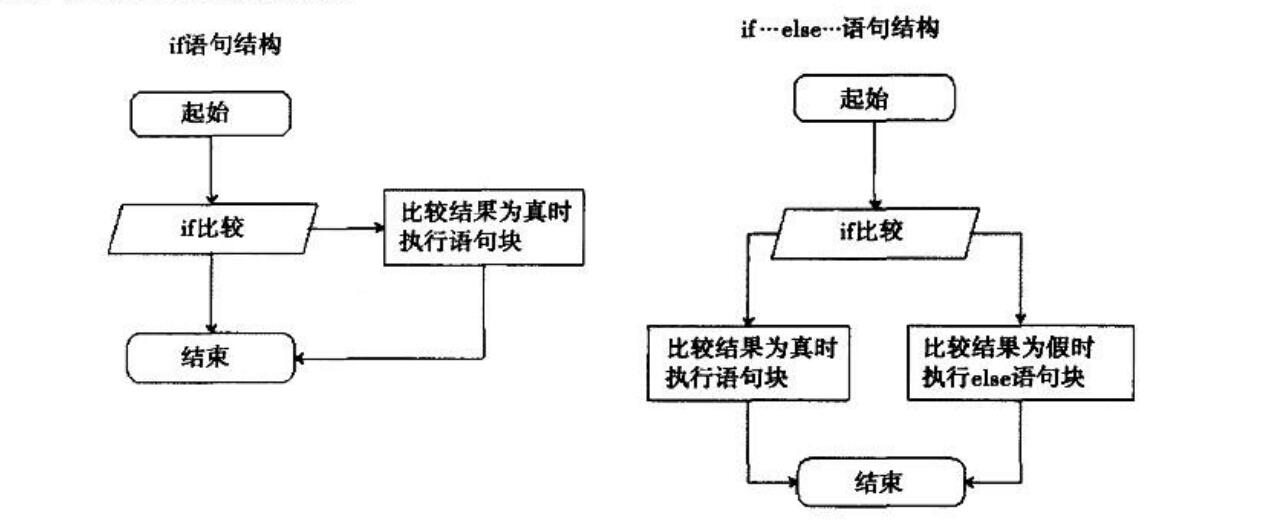 if语句结构
起始
if比较
比较结果为真时
执行语句块
结束
if…else…语句结构
起始
if比较
比较结果为真时
执行语句块
比较结果为假时
执行else语句块
结束